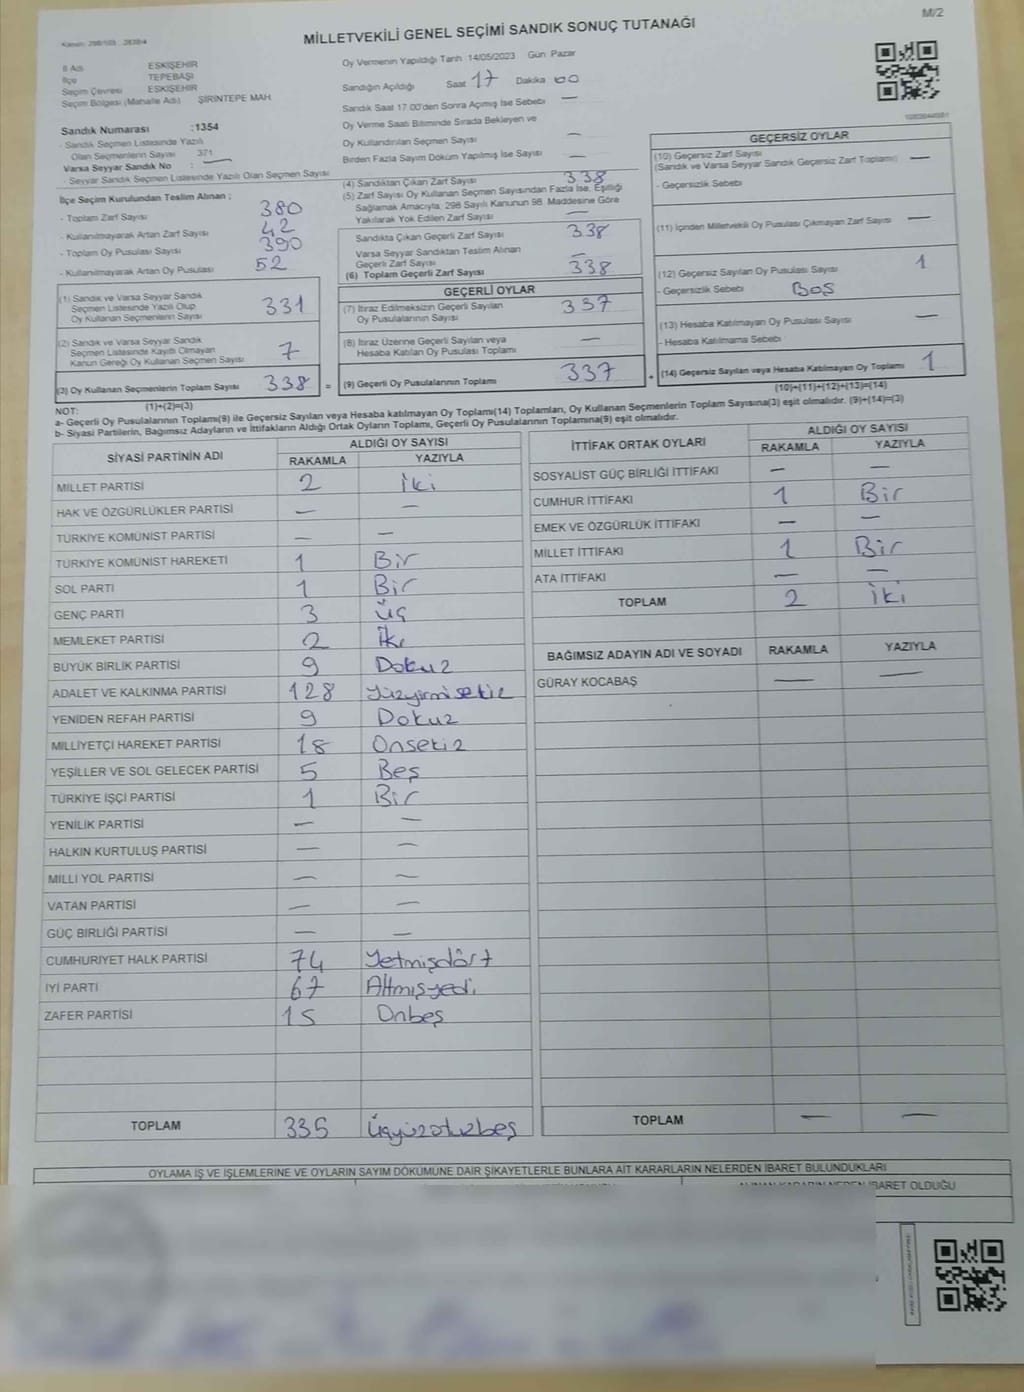 M/2
MİLLETVEKİLİ GENEL SEÇİMİ SANDIK SONUÇ TUTANAĞI
İl Adı ESKİŞEHİR
İlçe TEPEBAŞI
Seçim Çevresi ESKİŞEHİR
Seçim Bölgesi (Mahalle Adı) ŞİRİNTEPE MAH.
Sandık Numarası :1354
- Sandık Seçmen Listesinde Yazılı
Olan Seçmenlerin Sayısı 371
Varsa Seyyar Sandık No : —
- Seyyar Sandık Seçmen Listesinde Yazılı Olan Seçmen Sayısı
İlçe Seçim Kurulundan Teslim Alınan ;
- Toplam Zarf Sayısı 380
- Kullanılmayarak Artan Zarf Sayısı 42
- Toplam Oy Pusulası Sayısı 390
- Kullanılmayarak Artan Oy Pusulası 52
(1) Sandık ve Varsa Seyyar Sandık
Seçmen Listesinde Yazılı Olup
Oy Kullanan Seçmenlerin Sayısı 331
(2) Sandık ve Varsa Seyyar Sandık
Seçmen Listesinde Kayıtlı Olmayan
Kanun Gereği Oy Kullanan Seçmen Sayısı 7
(3) Oy Kullanan Seçmenlerin Toplam Sayısı 338 =
(1)+(2)=(3)
Oy Vermenin Yapıldığı Tarih 14/05/2023 Gün Pazar
Sandığın Açıldığı Saat 17 Dakika 00
Sandık Saat 17.00'den Sonra Açılmış İse Sebebi —
Oy Verme Saati Bitiminde Sırada Bekleyen ve
Oy Kullandırılan Seçmen Sayısı —
Birden Fazla Sayım Döküm Yapılmış İse Sayısı —
(4) Sandıktan Çıkan Zarf Sayısı 338
(5) Zarf Sayısı Oy Kullanan Seçmen Sayısından Fazla İse, Eşitliği
Sağlamak Amacıyla, 298 Sayılı Kanunun 98. Maddesine Göre
Yakılarak Yok Edilen Zarf Sayısı —
Sandıkta Çıkan Geçerli Zarf Sayısı 338
Varsa Seyyar Sandıktan Teslim Alınan
Geçerli Zarf Sayısı —
(6) Toplam Geçerli Zarf Sayısı 338
GEÇERLİ OYLAR
(7) İtiraz Edilmeksizin Geçerli Sayılan
Oy Pusulalarının Sayısı 337
(8) İtiraz Üzerine Geçerli Sayılan veya
Hesaba Katılan Oy Pusulası Toplamı —
(9) Geçerli Oy Pusulalarının Toplamı 337 +
GEÇERSİZ OYLAR
(10) Geçersiz Zarf Sayısı
(Sandık ve Varsa Seyyar Sandık Geçersiz Zarf Toplamı) —
- Geçersizlik Sebebi
(11) İçinden Milletvekili Oy Pusulası Çıkmayan Zarf Sayısı —
(12) Geçersiz Sayılan Oy Pusulası Sayısı 1
- Geçersizlik Sebebi Boş
(13) Hesaba Katılmayan Oy Pusulası Sayısı —
- Hesaba Katılmama Sebebi
(14) Geçersiz Sayılan veya Hesaba Katılmayan Oy Toplamı 1
(10)+(11)+(12)+(13)=(14)
NOT:
a- Geçerli Oy Pusulalarının Toplamı(9) ile Geçersiz Sayılan veya Hesaba katılmayan Oy Toplamı(14) Toplamları, Oy Kullanan Seçmenlerin Toplam Sayısına(3) eşit olmalıdır. (9)+(14)=(3)
b- Siyasi Partilerin, Bağımsız Adayların ve İttifakların Aldığı Ortak Oyların Toplamı, Geçerli Oy Pusulalarının Toplamına(9) eşit olmalıdır.
SİYASİ PARTİNİN ADI ALDIĞI OY SAYISI
RAKAMLA YAZIYLA
MİLLET PARTİSİ 2 İki
HAK VE ÖZGÜRLÜKLER PARTİSİ — —
TÜRKİYE KOMÜNİST PARTİSİ — —
TÜRKİYE KOMÜNİST HAREKETİ 1 Bir
SOL PARTİ 1 Bir
GENÇ PARTİ 3 Üç
MEMLEKET PARTİSİ 2 İki
BÜYÜK BİRLİK PARTİSİ 9 Dokuz
ADALET VE KALKINMA PARTİSİ 128 Yüzyirmisekiz
YENİDEN REFAH PARTİSİ 9 Dokuz
MİLLİYETÇİ HAREKET PARTİSİ 18 Onsekiz
YEŞİLLER VE SOL GELECEK PARTİSİ 5 Beş
TÜRKİYE İŞÇİ PARTİSİ 1 Bir
YENİLİK PARTİSİ — —
HALKIN KURTULUŞ PARTİSİ — —
MİLLİ YOL PARTİSİ — —
VATAN PARTİSİ — —
GÜÇ BİRLİĞİ PARTİSİ — —
CUMHURİYET HALK PARTİSİ 74 Yetmişdört
İYİ PARTİ 67 Altmışyedi
ZAFER PARTİSİ 15 Onbeş
TOPLAM 335 Üçyüzotuzbeş
İTTİFAK ORTAK OYLARI ALDIĞI OY SAYISI
RAKAMLA YAZIYLA
SOSYALİST GÜÇ BİRLİĞİ İTTİFAKI — —
CUMHUR İTTİFAKI 1 Bir
EMEK VE ÖZGÜRLÜK İTTİFAKI — —
MİLLET İTTİFAKI 1 Bir
ATA İTTİFAKI — —
TOPLAM 2 İki
BAĞIMSIZ ADAYIN ADI VE SOYADI RAKAMLA YAZIYLA
GÜRAY KOCABAŞ — —
TOPLAM — —
OYLAMA İŞ VE İŞLEMLERİNE VE OYLARIN SAYIM DÖKÜMÜNE DAİR ŞİKAYETLERLE BUNLARA AİT KARARLARIN NELERDEN İBARET BULUNDUKLARI
İBARET OLDUĞU